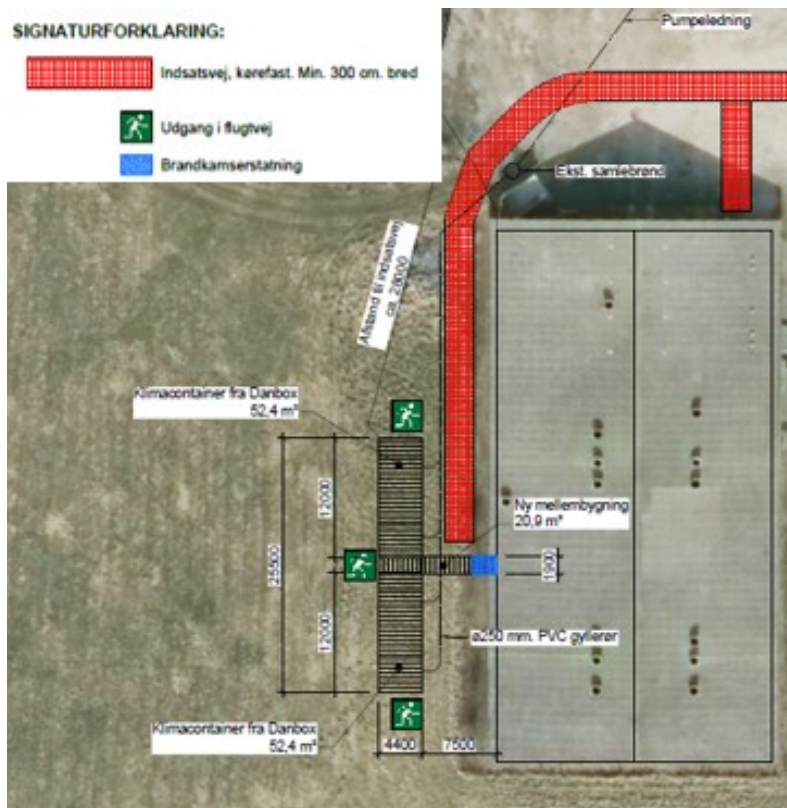 SIGNATURFORKLARING:
Indsatsvej, kørefast. Min. 300 cm. bred
Udgang i flugtvej
Brandkamserstatning
Pumpeledning
Ekst. samlebrønd
Afstand til indsatsvej
ca. 28000
Klimacontainer fra Danbox
52,4 m²
Ny mellembygning
20,9 m²
12000
25500
1900
12000
ø250 mm. PVC gyllerør
Klimacontainer fra Danbox
52,4 m²
4400
7500